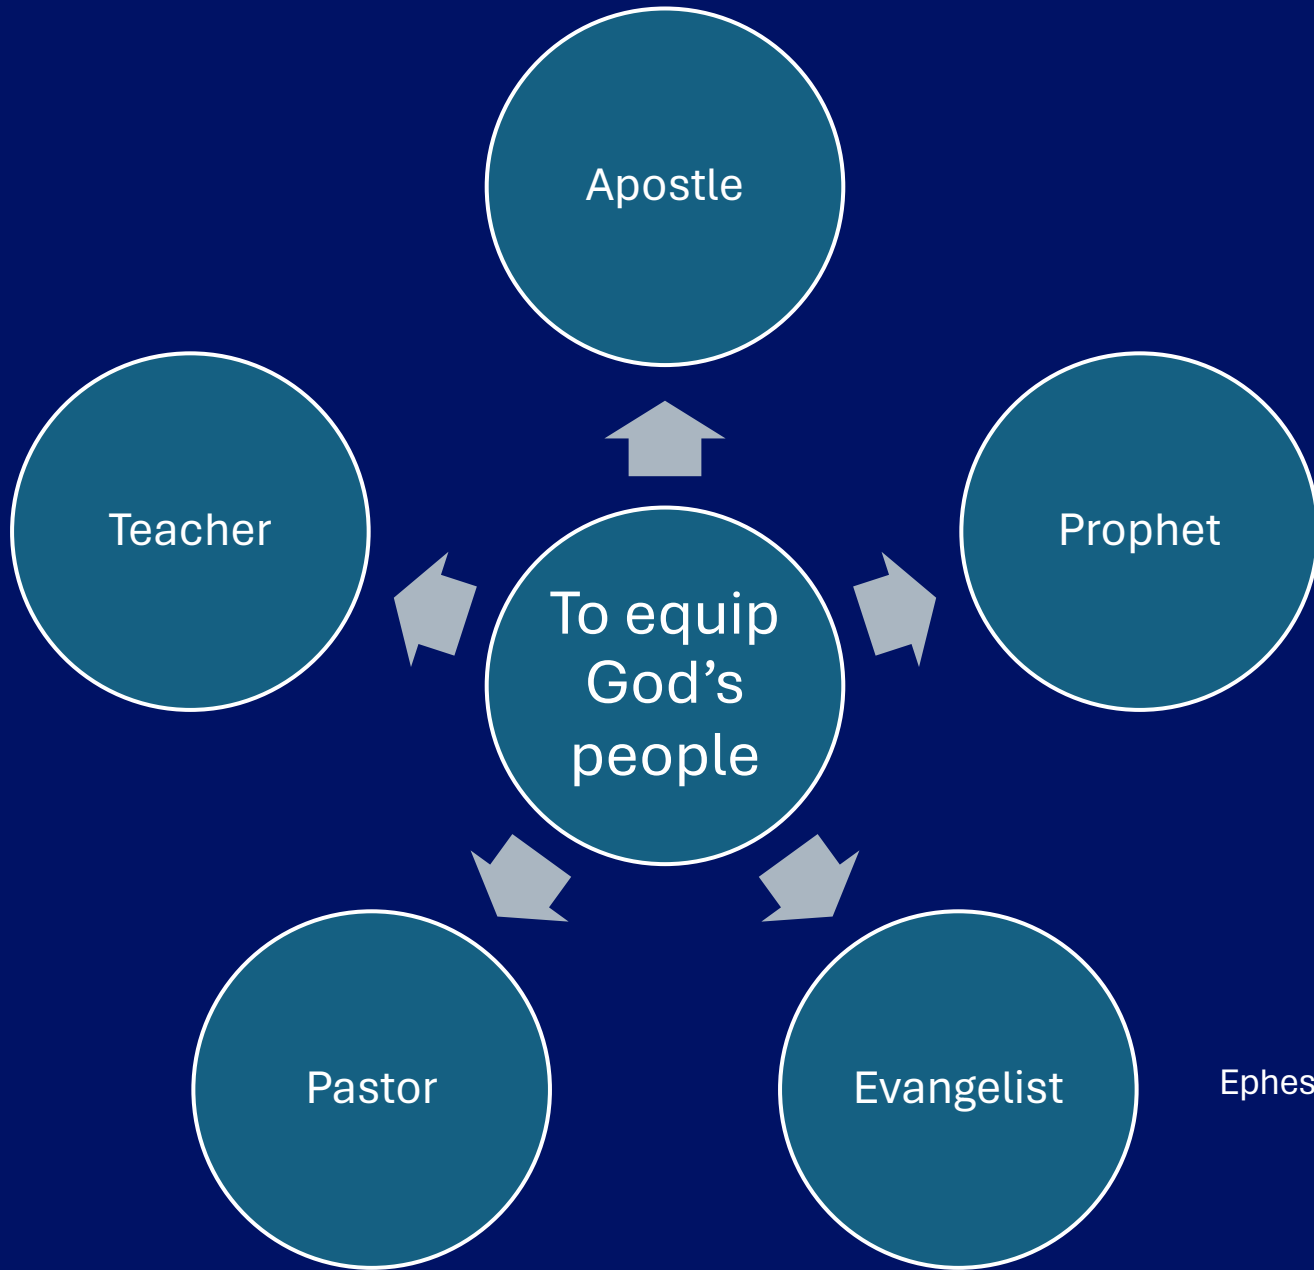 Apostle
Teacher
Prophet
To equip
God’s
people
Pastor
Evangelist
Ephes